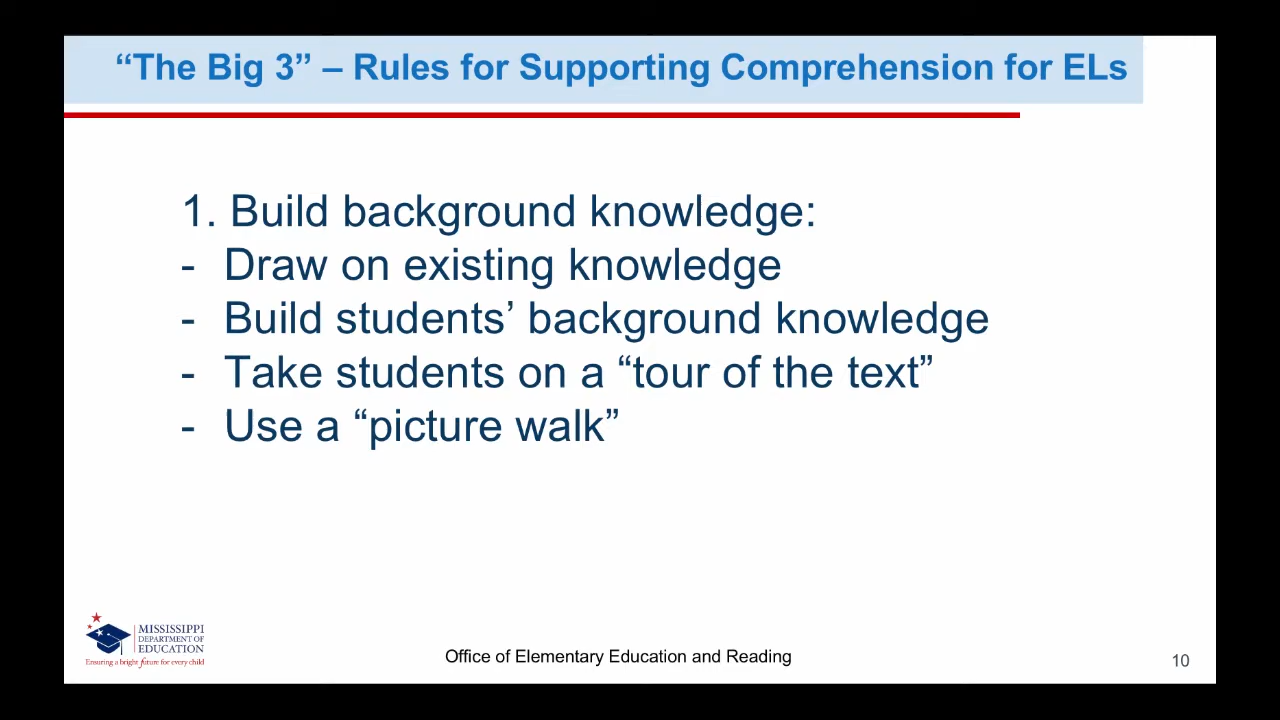 “The Big 3” – Rules for Supporting Comprehension for ELs
1. Build background knowledge:
- Draw on existing knowledge
- Build students’ background knowledge
- Take students on a “tour of the text”
- Use a “picture walk”
MISSISSIPPI
DEPARTMENT OF
EDUCATION
Ensuring a bright future for every child
Office of Elementary Education and Reading
10